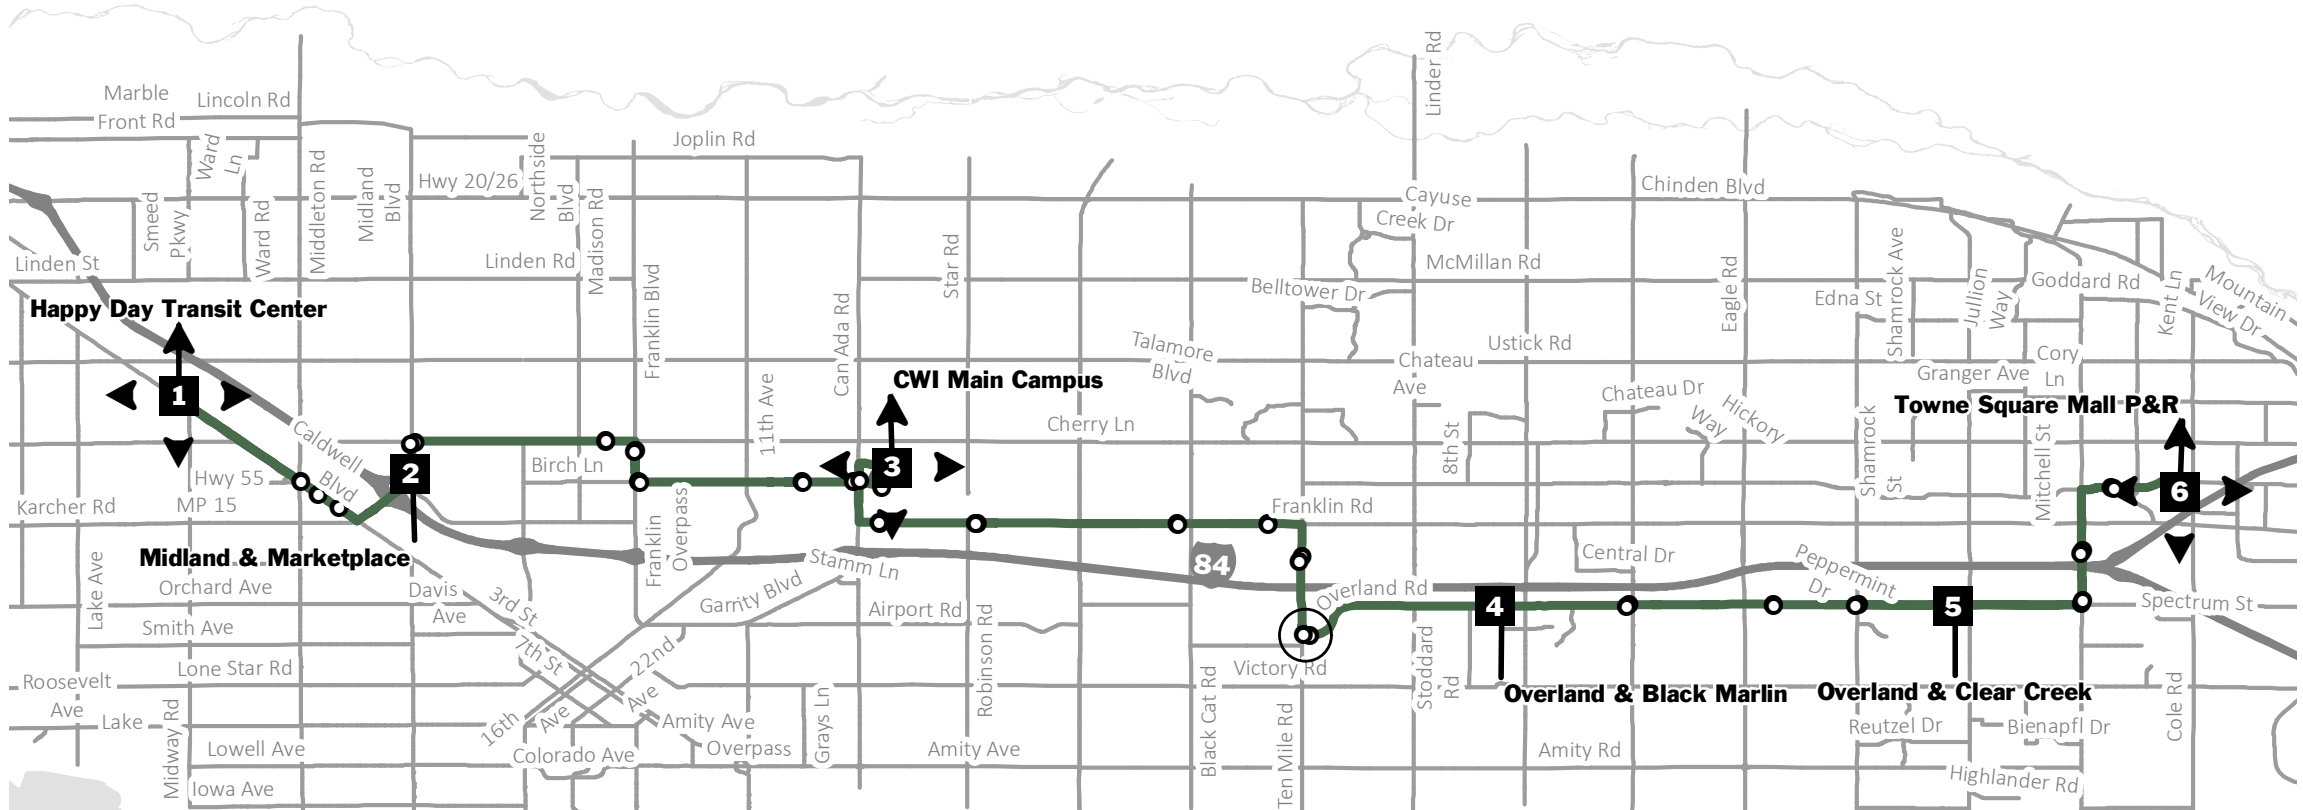 Linder Rd
Marble
Front Rd
Lincoln Rd
Ward
Ln
Joplin Rd
Northside
Blvd
Middleton Rd
Midland
Blvd
Hwy 20/26
Madison Rd
Smeed
Pkwy
Ward Rd
Cayuse
Creek Dr
Chinden Blvd
Linden St
Linden Rd
Franklin Blvd
Can Ada Rd
Star Rd
McMillan Rd
Belltower Dr
Eagle Rd
Edna St
Shamrock Ave
Jullion
Way
Goddard Rd
Kent Ln
Mountain
View Dr
Happy Day Transit Center
1
Talamore
Blvd
Chateau
Ave
Ustick Rd
Cory
Ln
Granger Ave
CWI Main Campus
3
11th Ave
Cherry Ln
Chateau Dr
Hickory
Way
Towne Square Mall P&R
6
Caldwell
Blvd
2
Birch Ln
8th St
Shamrock
St
Mitchell St
Hwy 55
MP 15
Karcher Rd
Franklin
Overpass
Franklin Rd
Midland & Marketplace
Lake Ave
Orchard Ave
Davis
Ave
3rd St
Stamm Ln
Garrity Blvd
Airport Rd
84
Central Dr
Peppermint
Dr
Overland Rd
4
5
Spectrum St
Smith Ave
7th St
22nd
Ave
Robinson Rd
Lone Star Rd
Victory Rd
Black Cat Rd
Stoddard
Rd
Roosevelt
Ave
Overland & Black Marlin
Overland & Clear Creek
Lake
Midway Rd
16th
Ave
Amity Ave
Overpass
Grays Ln
Ten Mile Rd
Reutzel Dr
Bienapfl Dr
Cole Rd
Lowell Ave
Colorado Ave
Amity Ave
Amity Rd
Iowa Ave
Highlander Rd